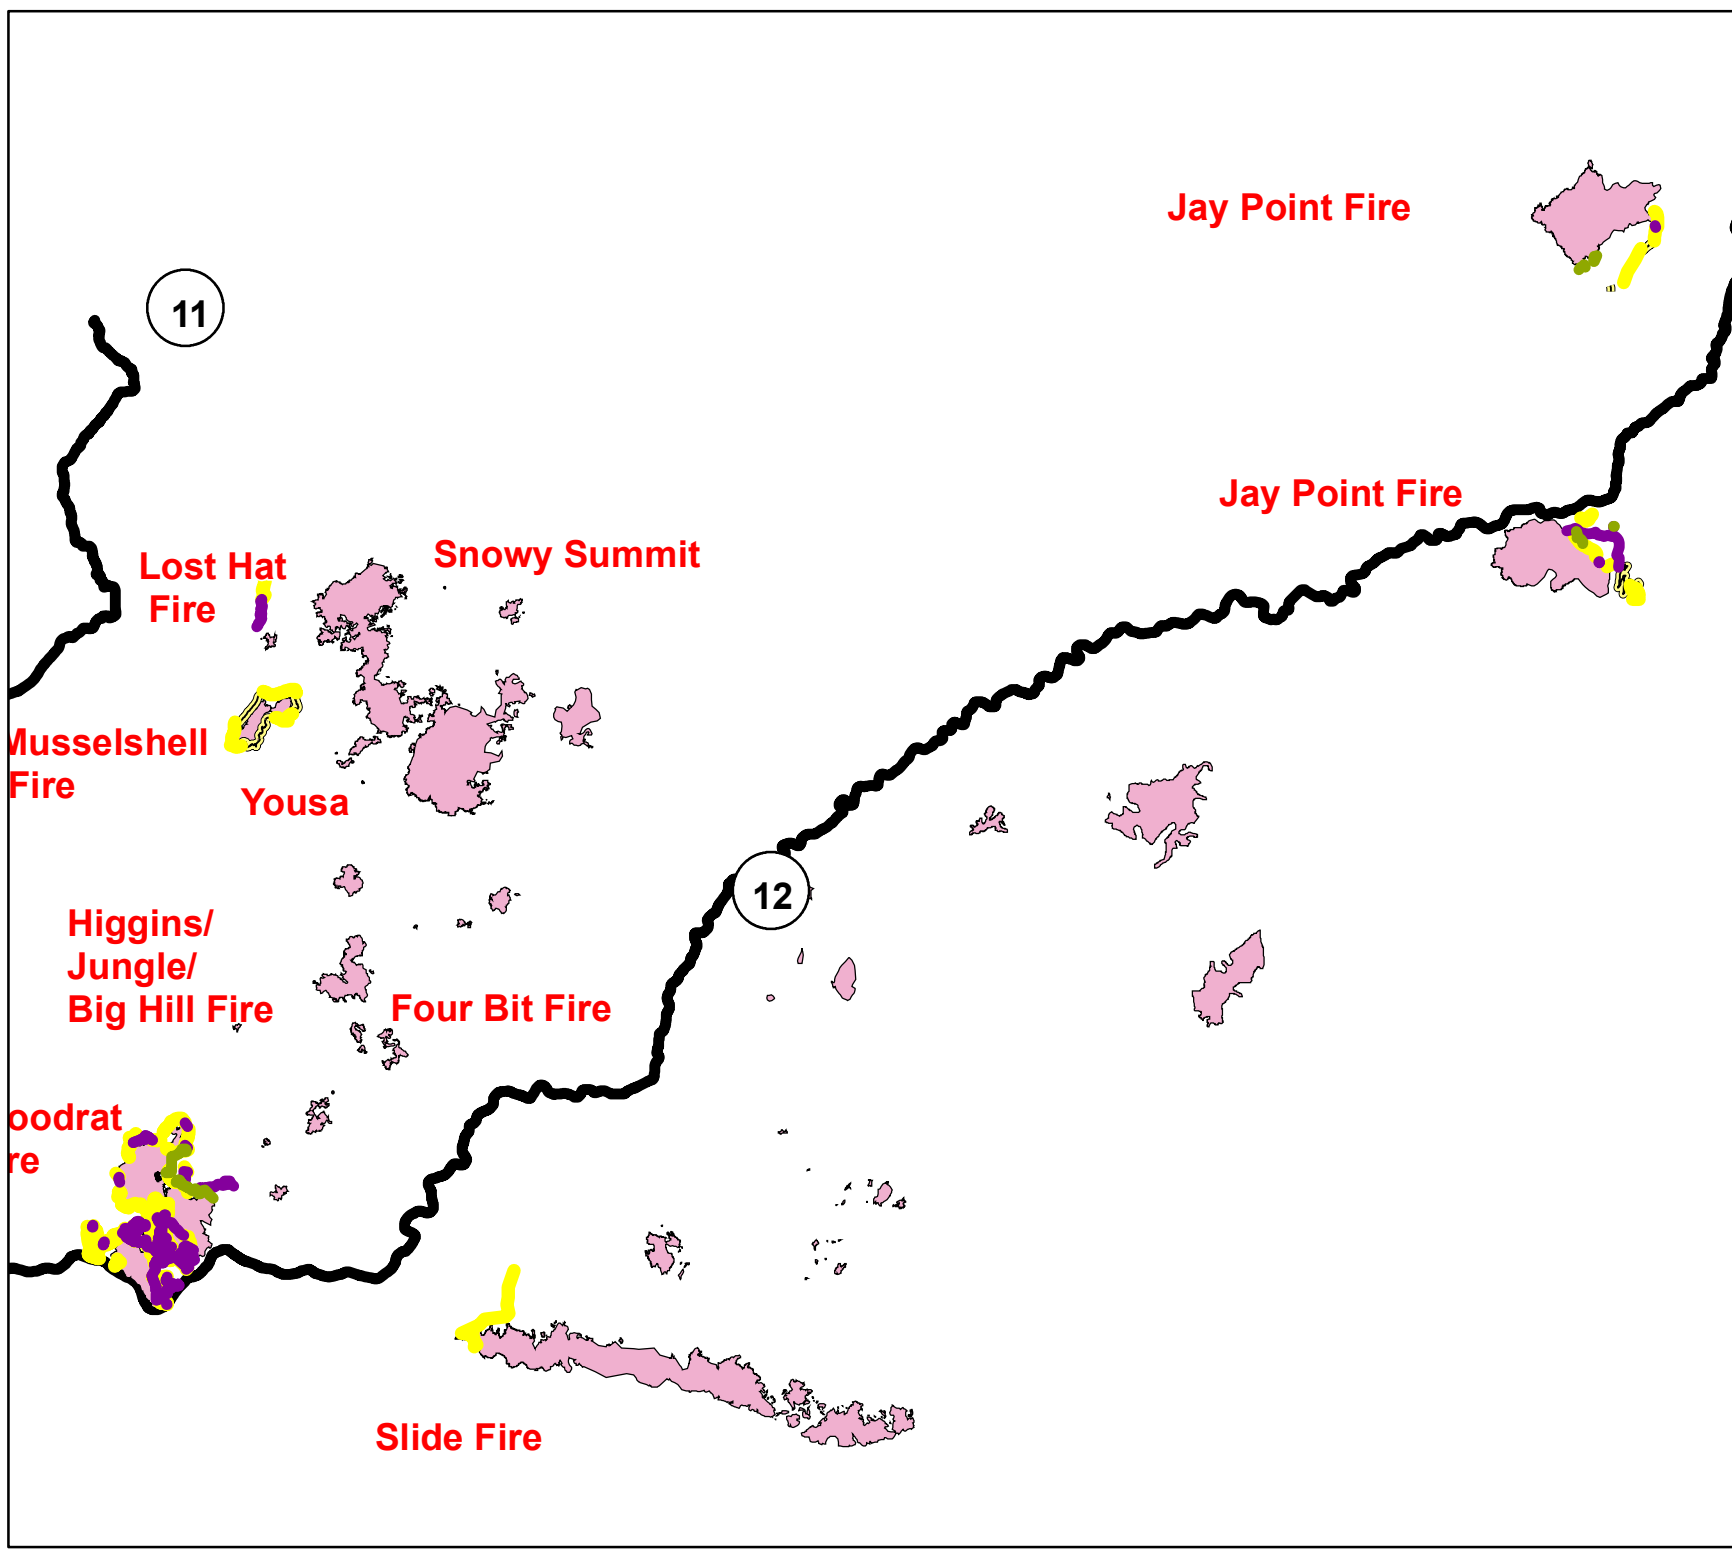 Jay Point Fire
11
Jay Point Fire
Lost Hat
Fire
Snowy Summit
Musselshell
Fire
Yousa
12
Higgins/
Jungle/
Big Hill Fire
Four Bit Fire
oodrat
re
Slide Fire